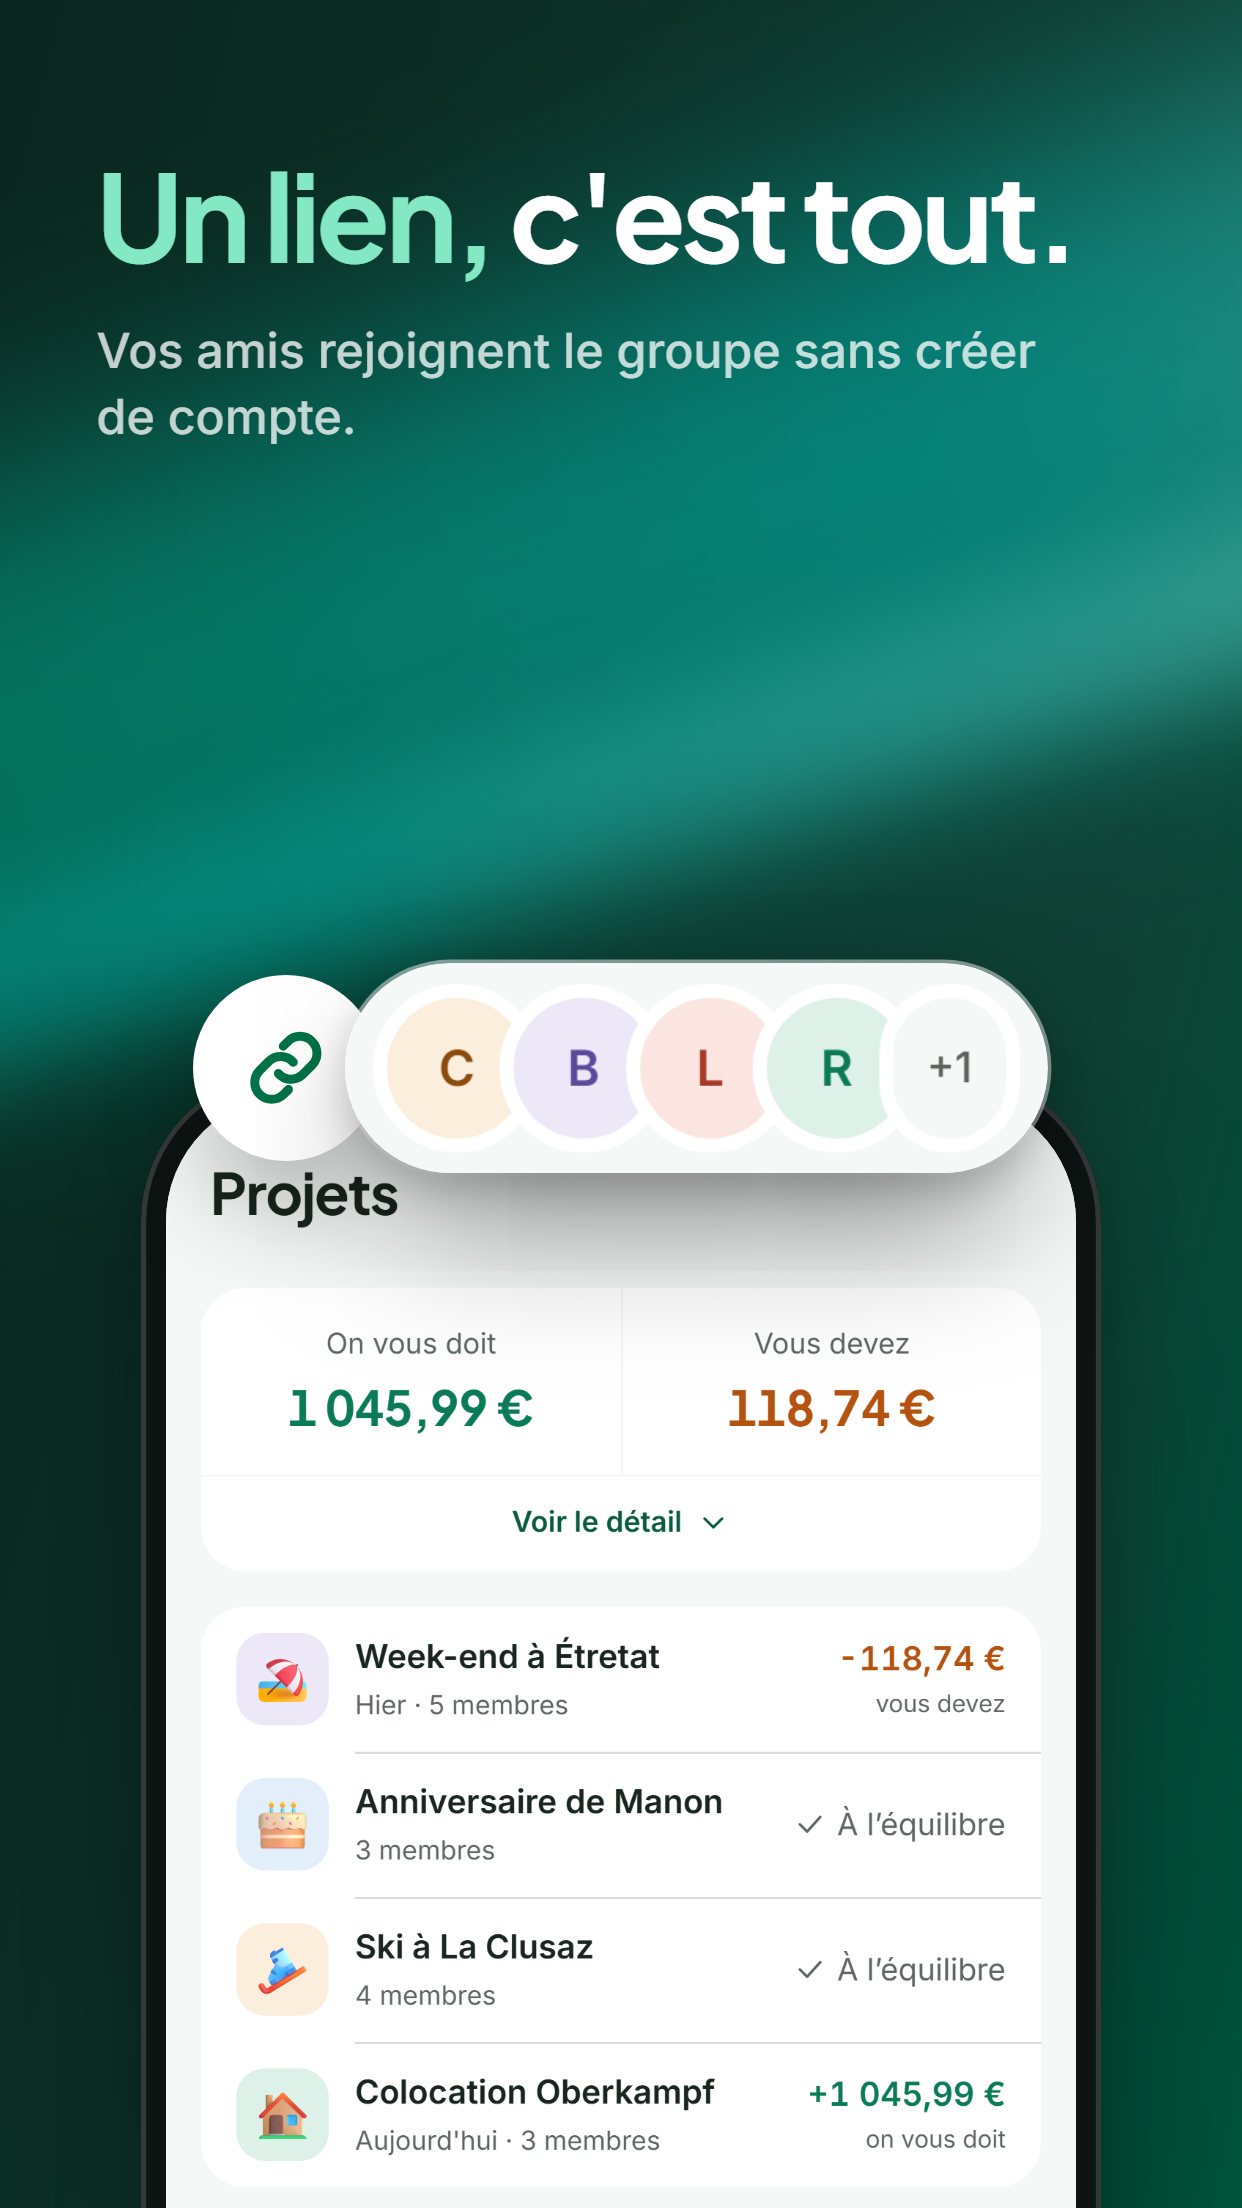 Un lien, c'est tout.
Vos amis rejoignent le groupe sans créer
de compte.
C B L R +1
Projets
On vous doit
1 045,99 €
Vous devez
118,74 €
Voir le détail
Week-end à Étretat
Hier · 5 membres
-118,74 €
vous devez
Anniversaire de Manon
3 membres
À l’équilibre
Ski à La Clusaz
4 membres
À l’équilibre
Colocation Oberkampf
Aujourd'hui · 3 membres
+1 045,99 €
on vous doit